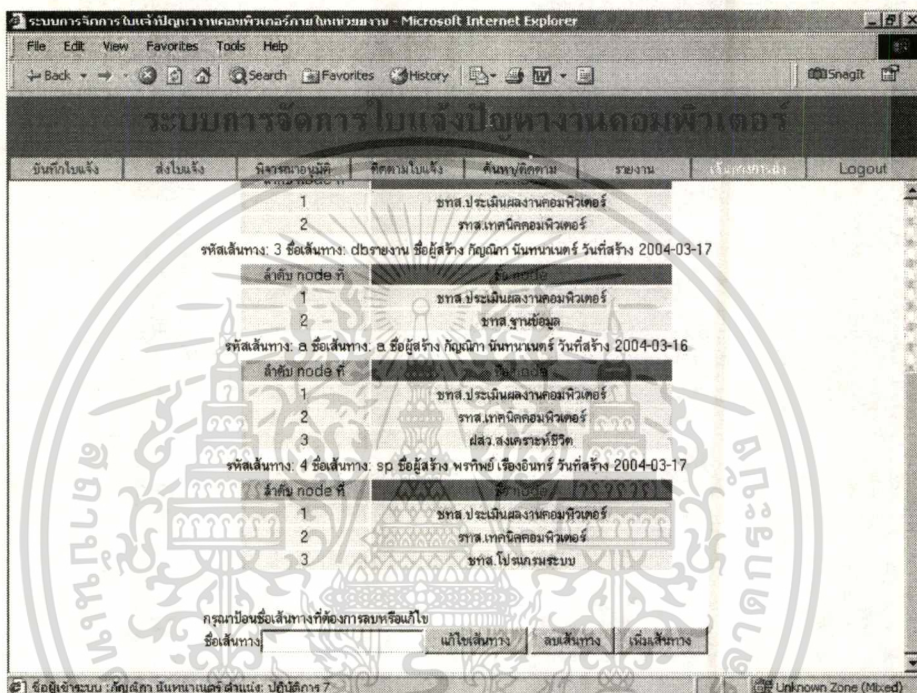 ระบบการจัดการใบแจ้งปัญหางานคอมพิวเตอร์ภายในหน่วยงาน - Microsoft Internet Explorer
File Edit View Favorites Tools Help
Back Search Favorites History SnagIt
ระบบการจัดการใบแจ้งปัญหางานคอมพิวเตอร์
บันทึกใบแจ้ง ส่งใบแจ้ง พิจารณาอนุมัติ ติดตามใบแจ้ง ค้นหา/ติดตาม รายงาน Logout
ลำดับ node ที่
1 ชทส.ประเมินผลงานคอมพิวเตอร์
2 รทส.เทคนิคคอมพิวเตอร์
รหัสเส้นทาง: 3 ชื่อเส้นทาง: dbรายงาน ชื่อผู้สร้าง กัญณิกา นันทนาเนตร์ วันที่สร้าง 2004-03-17
ลำดับ node ที่ ชื่อ node
1 ชทส.ประเมินผลงานคอมพิวเตอร์
2 ชทส.ฐานข้อมูล
รหัสเส้นทาง: a ชื่อเส้นทาง: a ชื่อผู้สร้าง กัญณิกา นันทนาเนตร์ วันที่สร้าง 2004-03-16
ลำดับ node ที่ ชื่อ node
1 ชทส.ประเมินผลงานคอมพิวเตอร์
2 รทส.เทคนิคคอมพิวเตอร์
3 ฝสว.สงเคราะห์ชีวิต
รหัสเส้นทาง: 4 ชื่อเส้นทาง: sp ชื่อผู้สร้าง พรทิพย์ เรืองอินทร์ วันที่สร้าง 2004-03-17
ลำดับ node ที่ ชื่อ node
1 ชทส.ประเมินผลงานคอมพิวเตอร์
2 รทส.เทคนิคคอมพิวเตอร์
3 ชทส.โปรแกรมระบบ
กรุณาป้อนชื่อเส้นทางที่ต้องการลบหรือแก้ไข
ชื่อเส้นทาง แก้ไขเส้นทาง ลบเส้นทาง เพิ่มเส้นทาง
ชื่อผู้เข้าระบบ :กัญณิกา นันทนาเนตร์ ตำแหน่ง: ปฏิบัติการ 7 Unknown Zone (Mixed)